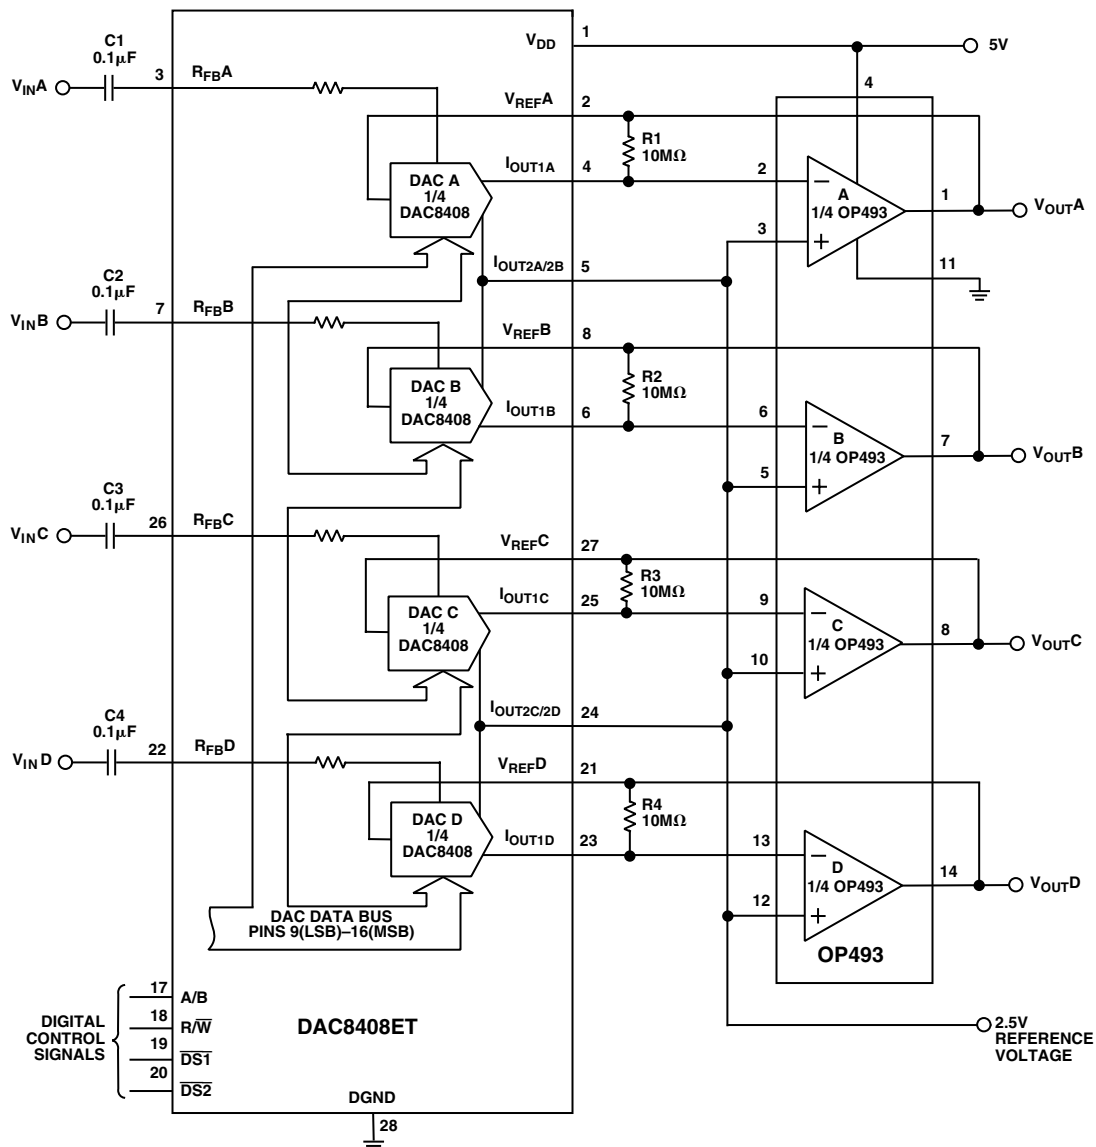 C1
0.1µF
VINA
3
RFBA
VDD
1
5V
4
VREFA
2
R1
10MΩ
DAC A
1/4
DAC8408
IOUT1A
4
2
−
A
1/4 OP493
+
3
1
VOUTA
11
IOUT2A/2B
5
C2
0.1µF
VINB
7
RFBB
VREFB
8
R2
10MΩ
DAC B
1/4
DAC8408
IOUT1B
6
6
−
B
1/4 OP493
+
5
7
VOUTB
C3
0.1µF
VINC
26
RFBC
VREFC
27
R3
10MΩ
DAC C
1/4
DAC8408
IOUT1C
25
9
−
C
1/4 OP493
+
10
8
VOUTC
IOUT2C/2D
24
C4
0.1µF
VIND
22
RFBD
VREFD
21
R4
10MΩ
DAC D
1/4
DAC8408
IOUT1D
23
13
−
D
1/4 OP493
+
12
14
VOUTD
OP493
DAC DATA BUS
PINS 9(LSB)–16(MSB)
DIGITAL
CONTROL
SIGNALS
17
A/B
18
R/W̅
19
D̅S̅1̅
20
D̅S̅2̅
DAC8408ET
2.5V
REFERENCE
VOLTAGE
DGND
28